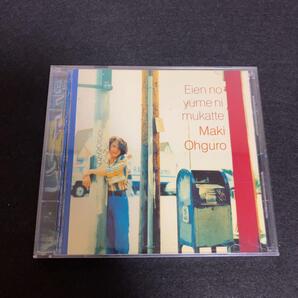 Eien no
yume ni
mukatte
Maki
Ohguro